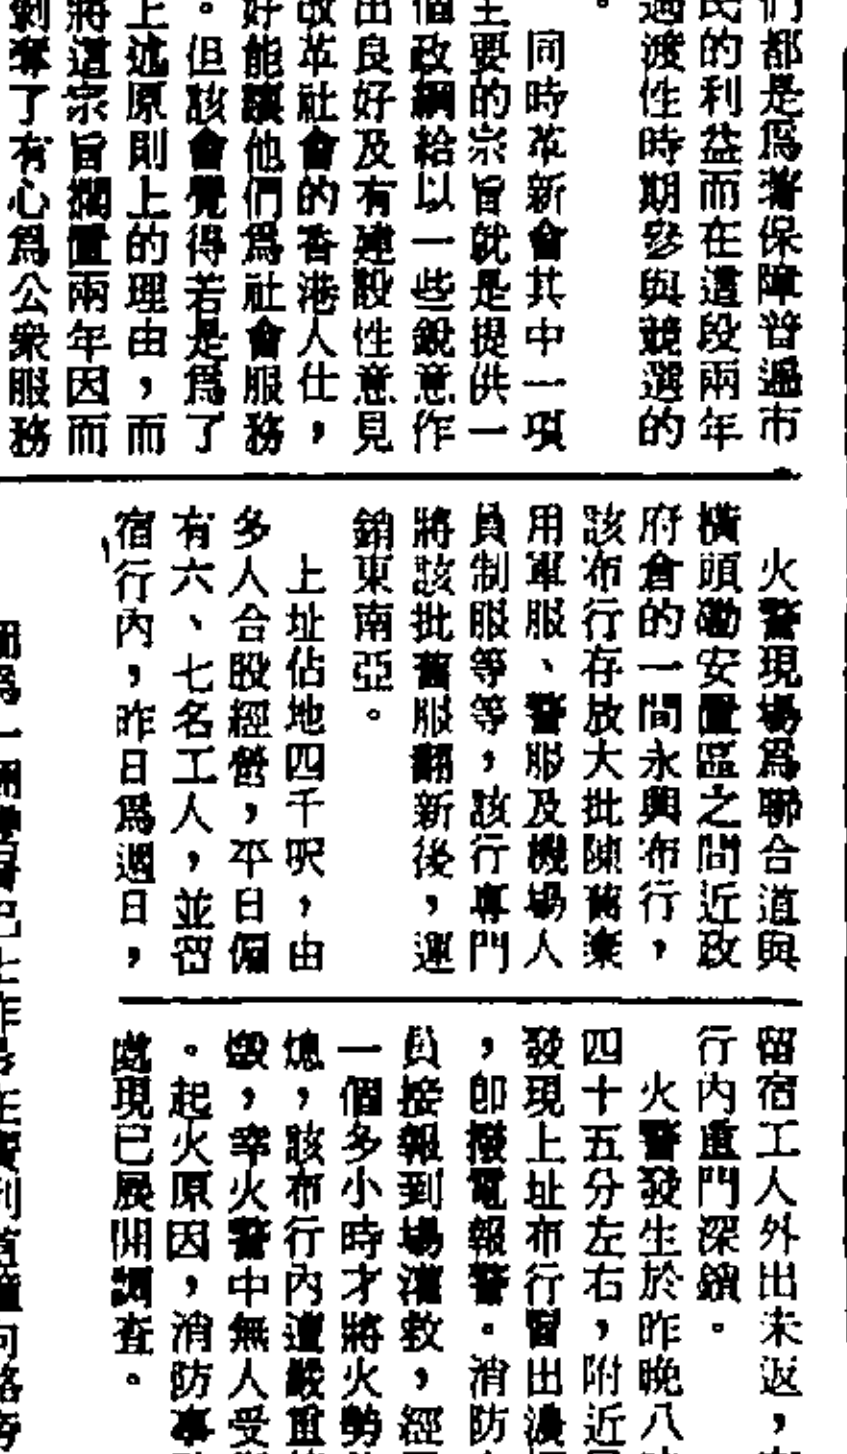 們都是爲着保障普遍市
民的利益而在這段兩年
過渡性時期參與競選的
。
同時革新會其中一項
主要的宗旨就是提供一
個政綱給以一些銳意作
出良好及有建設性意見
改革社會的香港人仕，
好能讓他們爲社會服務
。但該會覺得若是爲了
上述原則上的理由，而
將這宗旨擱置兩年因而
剝奪了有心爲公衆服務
火警現場爲聯合道與
橫頭磡安置區之間近政
府倉的一間永興布行，
該布行存放大批陳舊棄
用軍服、警服及機場人
員制服等等，該行專門
將該批舊服翻新後，運
銷東南亞。
上址佔地四千呎，由
多人合股經營，平日僱
有六、七名工人，並留
宿行內，昨日爲週日，
留宿工人外出未返，
行內重門深鎖。
火警發生於昨晚八
四十五分左右，附近
發現上址布行冒出濃
，卽撥電報警。消防
員接報到場灌救，經
一個多小時才將火勢
熄，該布行內遭嚴重
燬，幸火警中無人受
。起火原因，消防事
處現已展開調查。